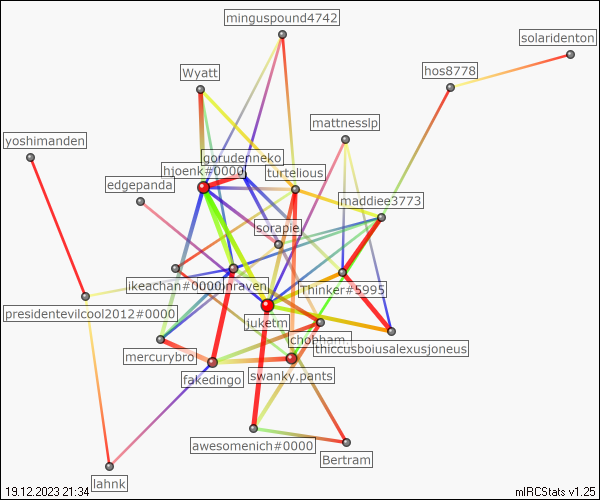 minguspound4742
solaridenton
Wyatt
hos8778
mattnesslp
yoshimanden
gorudenneko
hjoenk#0000
turtelious
edgepanda
maddiee3773
sorapie
ikeachan#0000
onraven
Thinker#5995
presidentevilcool2012#0000
juketm
chobham
thiccusboiusalexusjoneus
mercurybro
fakedingo
swanky.pants
awesomenich#0000
Bertram
lahnk
19.12.2023 21:34
mIRCStats v1.25